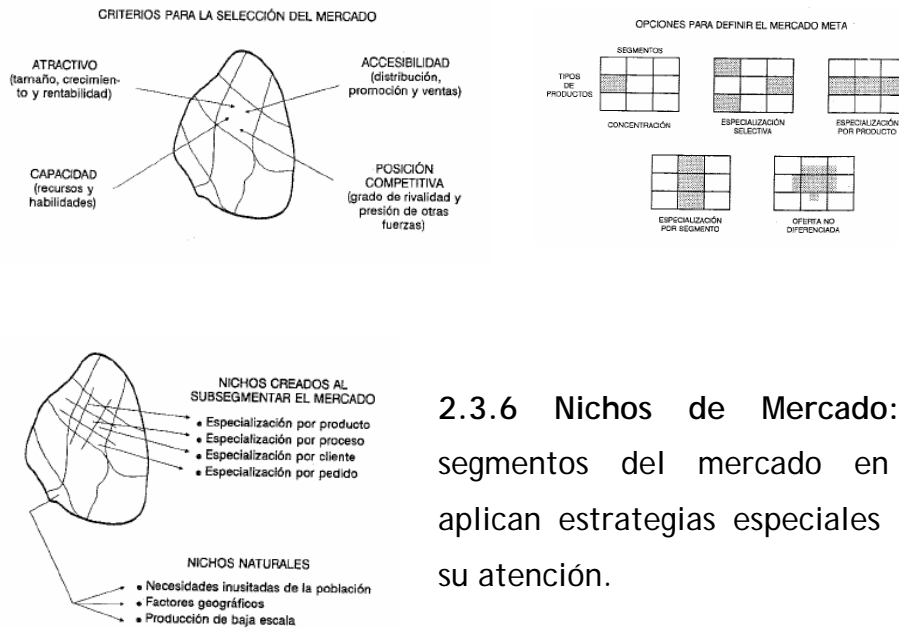 CRITERIOS PARA LA SELECCIÓN DEL MERCADO
ATRACTIVO
(tamaño, crecimien-
to y rentabilidad)
ACCESIBILIDAD
(distribución,
promoción y ventas)
CAPACIDAD
(recursos y
habilidades)
POSICIÓN
COMPETITIVA
(grado de rivalidad y
presión de otras
fuerzas)
OPCIONES PARA DEFINIR EL MERCADO META
SEGMENTOS
TIPOS
DE
PRODUCTOS
CONCENTRACIÓN
ESPECIALIZACIÓN
SELECTIVA
ESPECIALIZACIÓN
POR PRODUCTO
ESPECIALIZACIÓN
POR SEGMENTO
OFERTA NO
DIFERENCIADA
NICHOS CREADOS AL
SUBSEGMENTAR EL MERCADO
• Especialización por producto
• Especialización por proceso
• Especialización por cliente
• Especialización por pedido
NICHOS NATURALES
• Necesidades inusitadas de la población
• Factores geográficos
• Producción de baja escala
2.3.6 Nichos de Mercado:
segmentos del mercado en
aplican estrategias especiales
su atención.